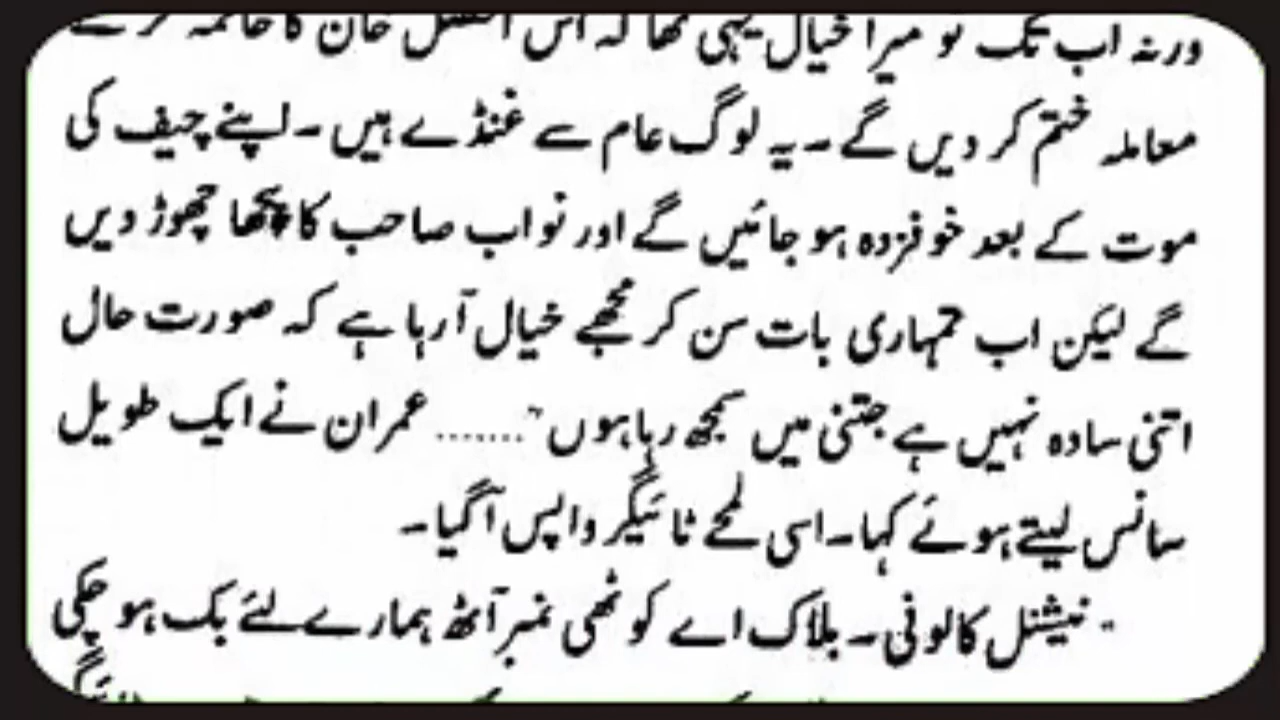 ورنہ اب تک تو میرا خیال یہی تھا کہ اس افضل خان کا خاتمہ کر کے
معاملہ ختم کر دیں گے ۔ یہ لوگ عام سے غنڈے ہیں ۔ اپنے چیف کی
موت کے بعد خوفزدہ ہو جائیں گے اور نواب صاحب کا پیچھا چھوڑ دیں
گے لیکن اب تمہاری بات سن کر مجھے خیال آ رہا ہے کہ صورت حال
اتنی سادہ نہیں ہے جتنی میں سمجھ رہا ہوں "....... عمران نے ایک طویل
سانس لیتے ہوئے کہا۔ اسی لمحے ٹائیگر واپس آ گیا ۔
" نیشنل کالونی ۔ بلاک اے کوٹھی نمبر آٹھ ہمارے لئے بک ہو چکی